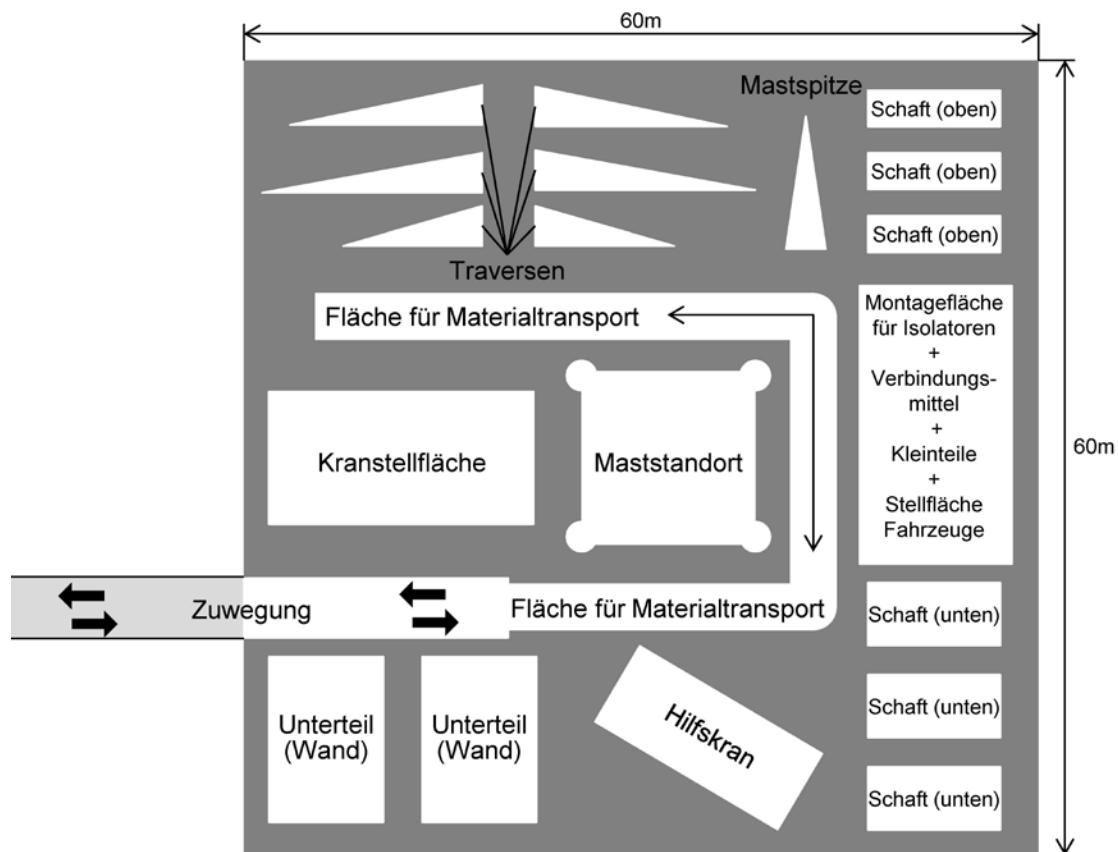 60m
Mastspitze
Schaft (oben)
Schaft (oben)
Schaft (oben)
Traversen
Fläche für Materialtransport
Montagefläche
für Isolatoren
+
Verbindungs-
mittel
+
Kleinteile
+
Stellfläche
Fahrzeuge
60m
Kranstellfläche
Maststandort
Zuwegung
Fläche für Materialtransport
Schaft (unten)
Schaft (unten)
Schaft (unten)
Unterteil
(Wand)
Unterteil
(Wand)
Hilfskran